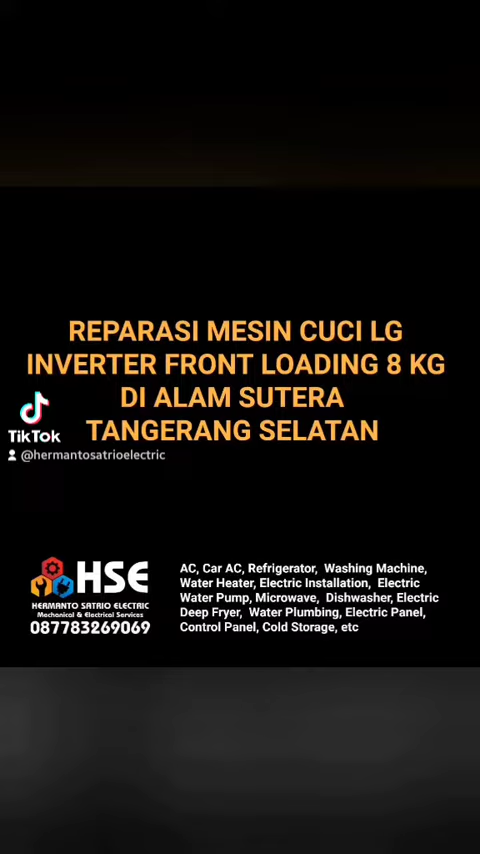 REPARASI MESIN CUCI LG
INVERTER FRONT LOADING 8 KG
DI ALAM SUTERA
TANGERANG SELATAN
TikTok
@hermantosatrioelectric
HSE
HERMANTO SATRIO ELECTRIC
Mechanical & Electrical Services
087783269069
AC, Car AC, Refrigerator, Washing Machine,
Water Heater, Electric Installation, Electric
Water Pump, Microwave, Dishwasher, Electric
Deep Fryer, Water Plumbing, Electric Panel,
Control Panel, Cold Storage, etc